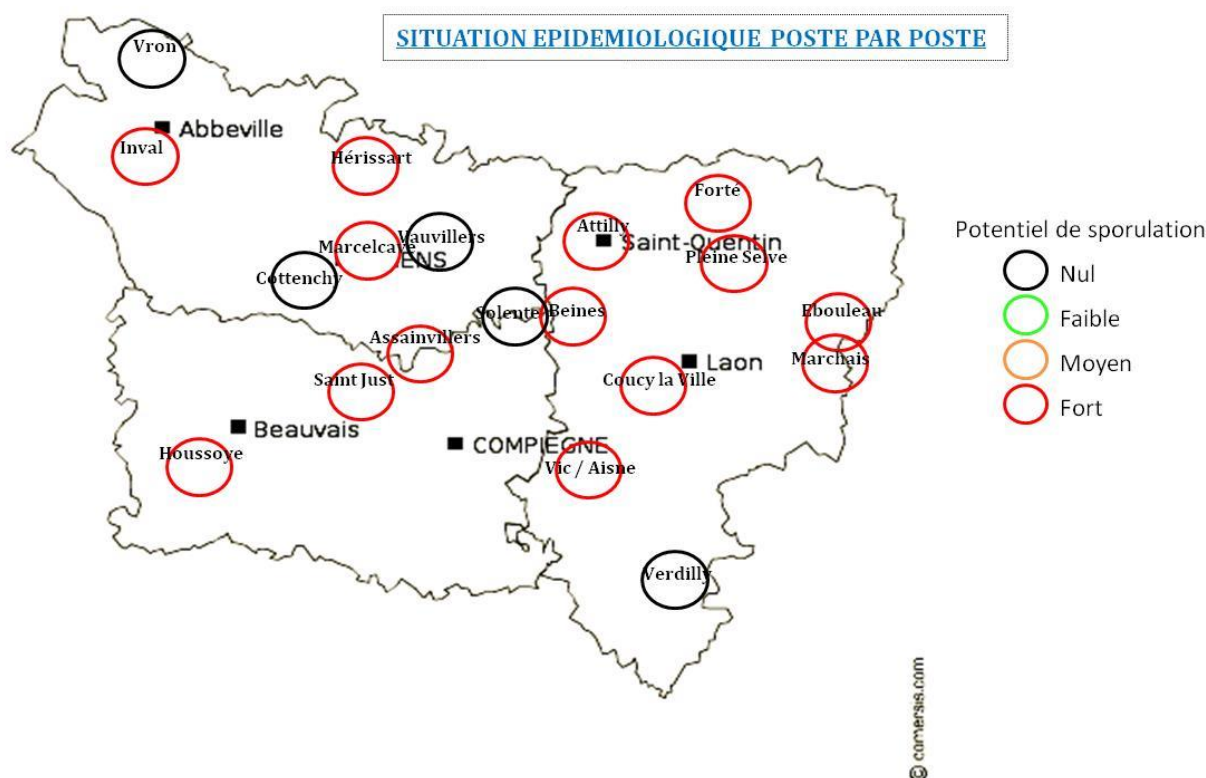 SITUATION EPIDEMIOLOGIQUE POSTE PAR POSTE
Vron
Abbeville
Inval
Hérissart
Forté
Attilly
Saint-Quentin
Vauvillers
Marcelcave
Pleine Selve
Cottenchy
Solente
Beines
Ebouleau
Assainvillers
Marchais
Laon
Saint Just
Coucy la Ville
Beauvais
COMPIEGNE
Houssoye
Vic / Aisne
Verdilly
Potentiel de sporulation
Nul
Faible
Moyen
Fort
© comersis.com